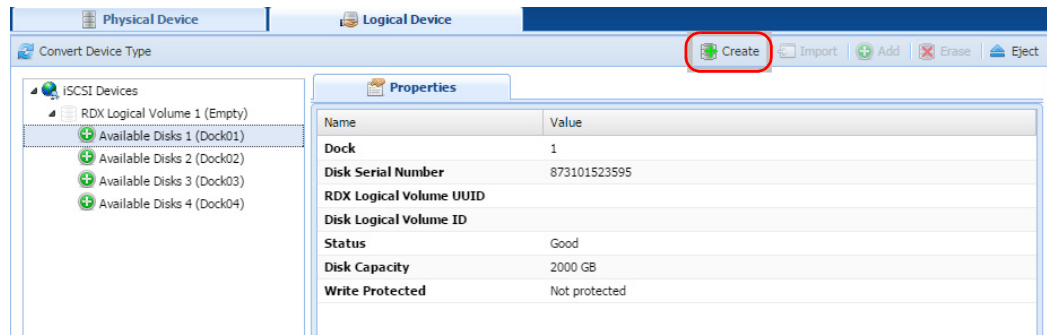 Physical Device Logical Device
Convert Device Type Create Import Add Erase Eject
iSCSI Devices
RDX Logical Volume 1 (Empty)
Available Disks 1 (Dock01)
Available Disks 2 (Dock02)
Available Disks 3 (Dock03)
Available Disks 4 (Dock04)
Properties
Name Value
Dock 1
Disk Serial Number 873101523595
RDX Logical Volume UUID
Disk Logical Volume ID
Status Good
Disk Capacity 2000 GB
Write Protected Not protected